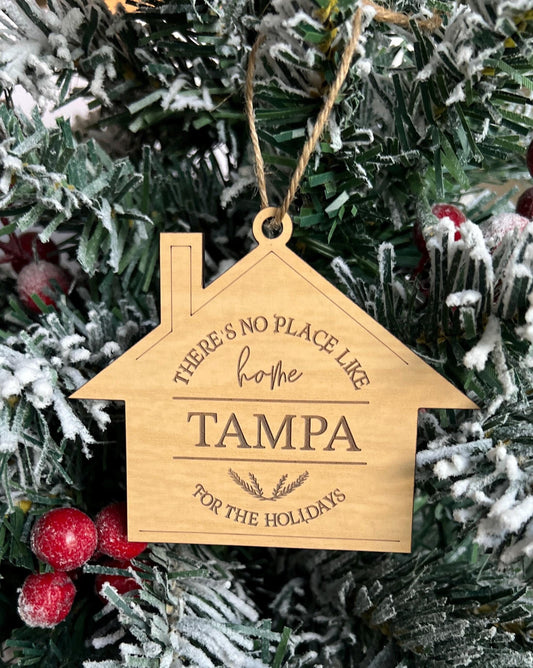 THERE'S NO PLACE LIKE
home
TAMPA
FOR THE HOLIDAYS